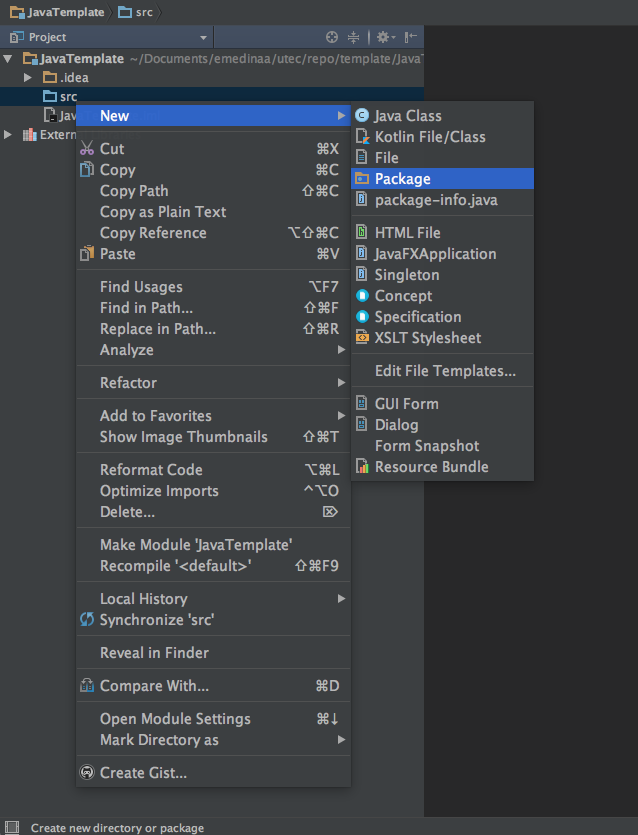 JavaTemplate src
Project
JavaTemplate ~/Documents/emedinaa/utec/repo/template/JavaT
.idea
src
Jav
Extern
New
Cut ⌘X
Copy ⌘C
Copy Path ⇧⌘C
Copy as Plain Text
Copy Reference ⌥⇧⌘C
Paste ⌘V
Find Usages ⌥F7
Find in Path... ⇧⌘F
Replace in Path... ⇧⌘R
Analyze
Refactor
Add to Favorites
Show Image Thumbnails ⇧⌘T
Reformat Code ⌥⌘L
Optimize Imports ^⌥O
Delete... ⌦
Make Module 'JavaTemplate'
Recompile '<default>' ⇧⌘F9
Local History
Synchronize 'src'
Reveal in Finder
Compare With... ⌘D
Open Module Settings ⌘↓
Mark Directory as
Create Gist...
Java Class
Kotlin File/Class
File
Package
package-info.java
HTML File
JavaFXApplication
Singleton
Concept
Specification
XSLT Stylesheet
Edit File Templates...
GUI Form
Dialog
Form Snapshot
Resource Bundle
Create new directory or package